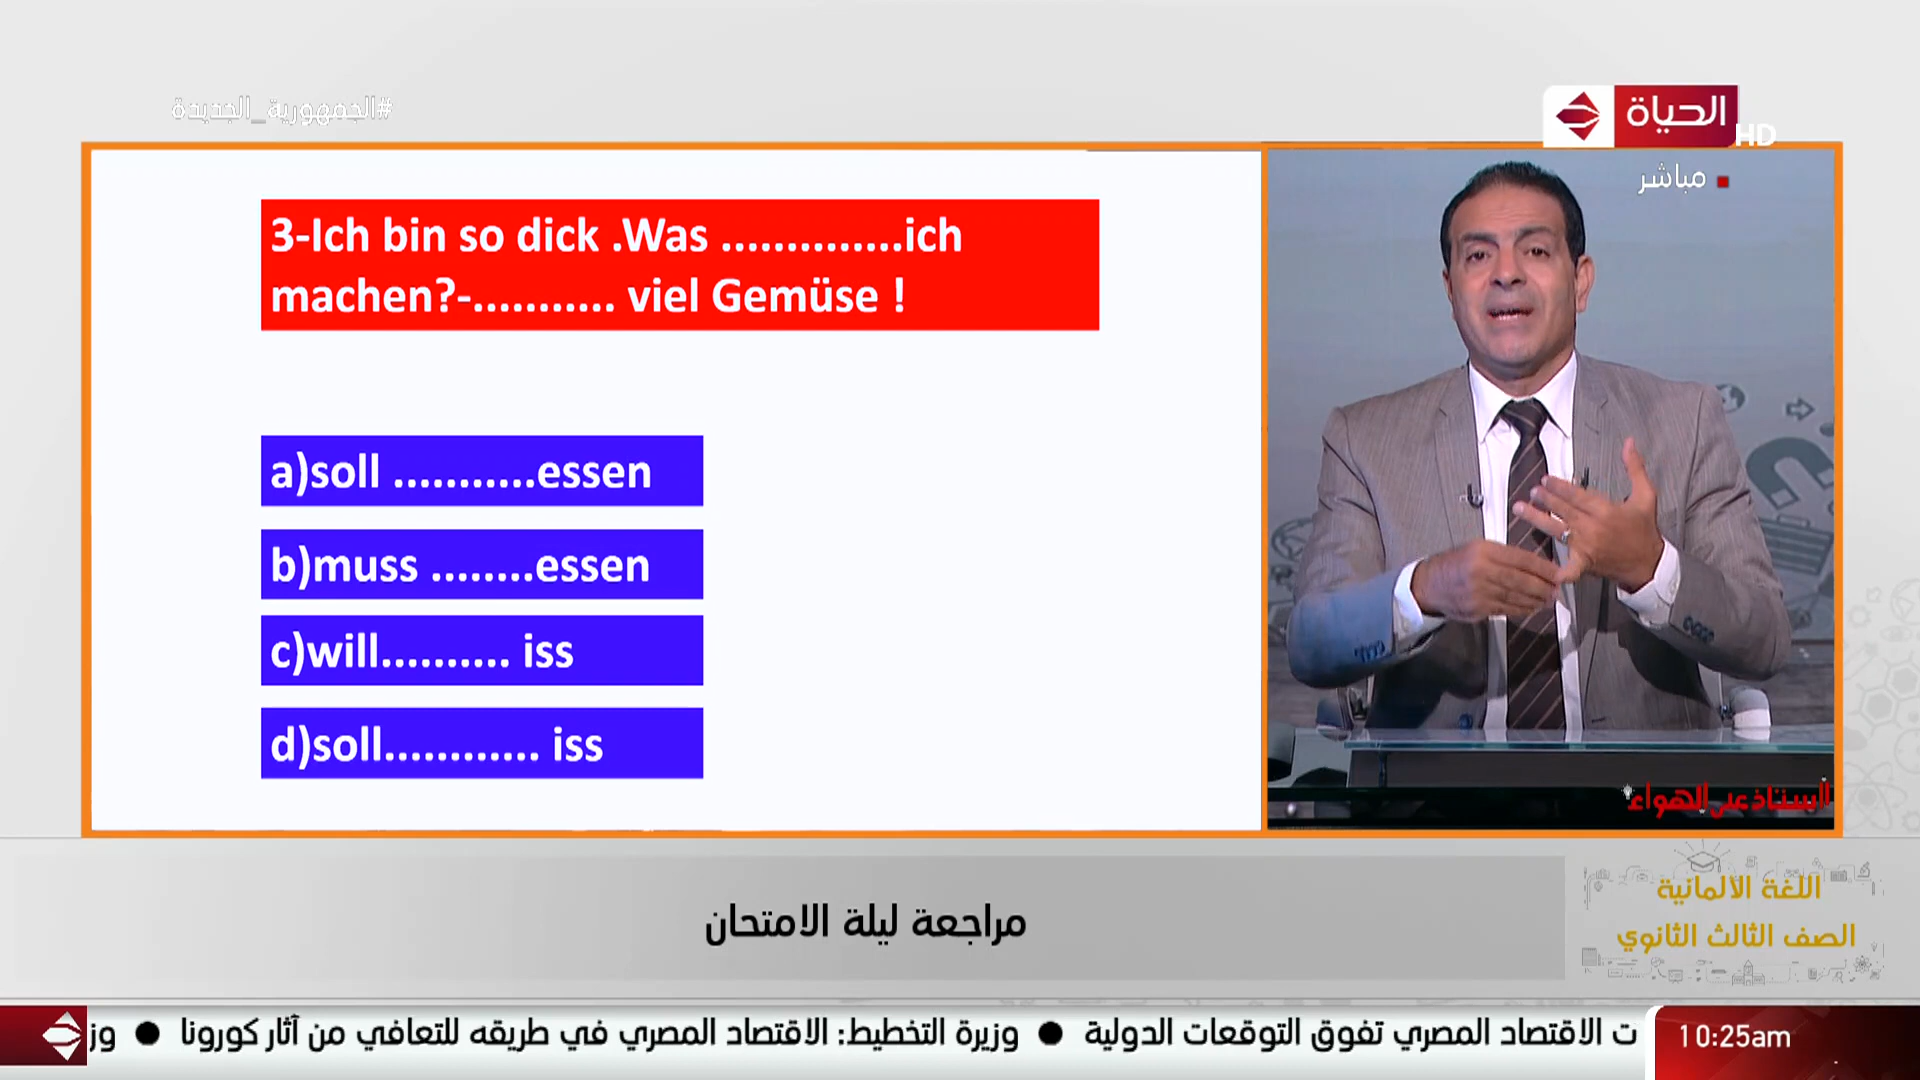 #الجمهورية_الجديدة
الحياة
HD
مباشر
3-Ich bin so dick .Was ..............ich
machen?-........... viel Gemüse !
a)soll ...........essen
b)muss ........essen
c)will.......... iss
d)soll............ iss
أستاذ على الهواء
اللغة الألمانية
الصف الثالث الثانوي
مراجعة ليلة الامتحان
ت الاقتصاد المصري تفوق التوقعات الدولية ● وزيرة التخطيط: الاقتصاد المصري في طريقه للتعافي من آثار كورونا ● وز
10:25am